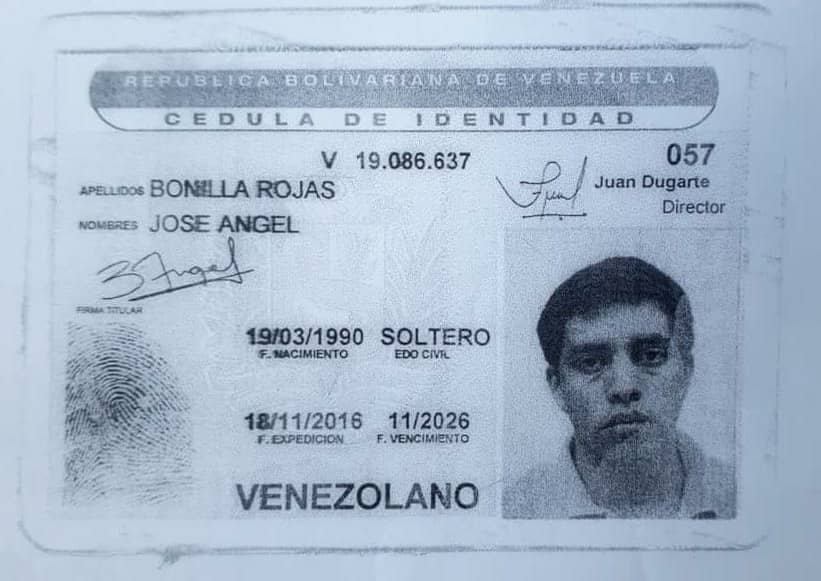 REPUBLICA BOLIVARIANA DE VENEZUELA
CEDULA DE IDENTIDAD
V 19.086.637
057
APELLIDOS BONILLA ROJAS
Juan Dugarte
Director
NOMBRES JOSE ANGEL
FIRMA TITULAR
19/03/1990 SOLTERO
F. NACIMIENTO EDO CIVIL
18/11/2016 11/2026
F. EXPEDICION F. VENCIMIENTO
VENEZOLANO